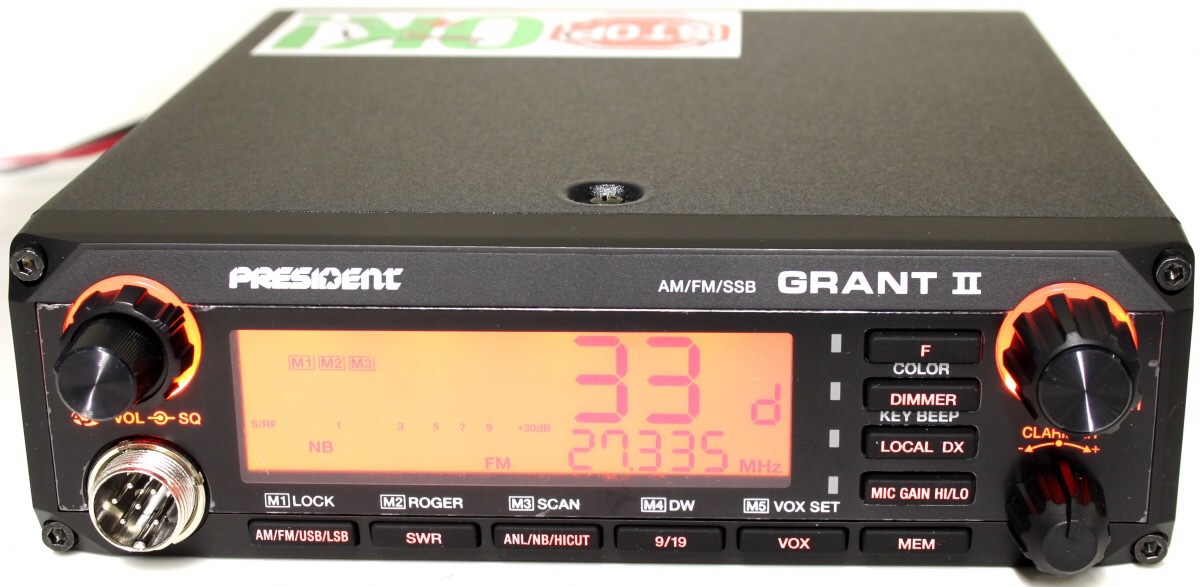 OK! STOP
PRESIDENT
AM/FM/SSB GRANT II
M1 M2 M3
33
d
S/RF 1 3 5 7 9 +30dB
NB
FM
27.335 MHz
F
COLOR
DIMMER
KEY BEEP
LOCAL DX
MIC GAIN HI/LO
VOL SQ
- +
M1 LOCK M2 ROGER M3 SCAN M4 DW M5 VOX SET
AM/FM/USB/LSB SWR ANL/NB/HICUT 9/19 VOX MEM